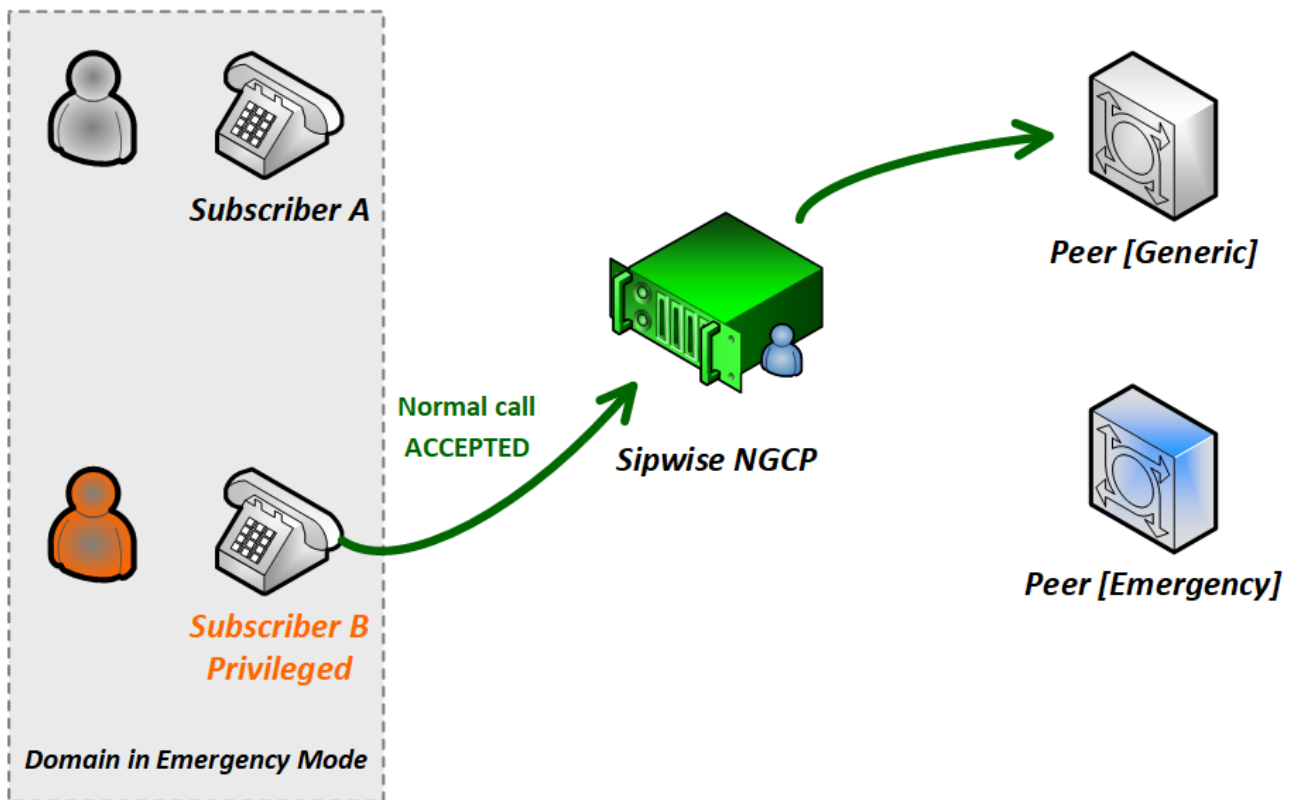 Subscriber A
Peer [Generic]
Normal call
ACCEPTED
Sipwise NGCP
Peer [Emergency]
Subscriber B
Privileged
Domain in Emergency Mode